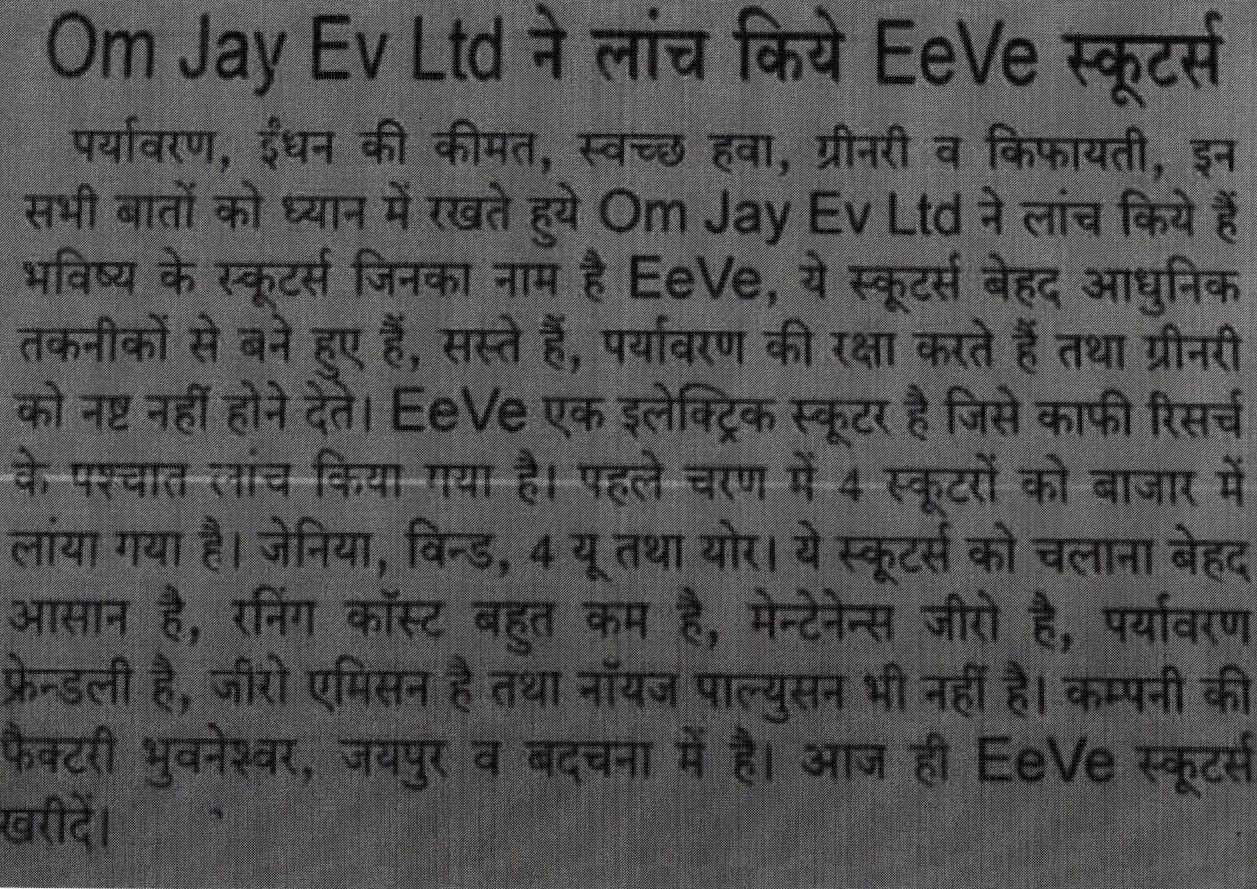 Om Jay Ev Ltd ने लांच किये EeVe स्कूटर्स
पर्यावरण, ईंधन की कीमत, स्वच्छ हवा, ग्रीनरी व किफायती, इन
सभी बातों को ध्यान में रखते हुये Om Jay Ev Ltd ने लांच किये हैं
भविष्य के स्कूटर्स जिनका नाम है EeVe, ये स्कूटर्स बेहद आधुनिक
तकनीकों से बने हुए हैं, सस्ते हैं, पर्यावरण की रक्षा करते हैं तथा ग्रीनरी
को नष्ट नहीं होने देते। EeVe एक इलेक्ट्रिक स्कूटर है जिसे काफी रिसर्च
के पश्चात लांच किया गया है। पहले चरण में 4 स्कूटरों को बाजार में
लांया गया है। जेनिया, विन्ड, 4 यू तथा योर। ये स्कूटर्स को चलाना बेहद
आसान है, रनिंग कॉस्ट बहुत कम है, मेन्टेनेन्स जीरो है, पर्यावरण
फ्रेन्डली है, जीरो एमिसन है तथा नॉयज पाल्युसन भी नहीं है। कम्पनी की
फैक्टरी भुवनेश्वर, जयपुर व बदचना में है। आज ही EeVe स्कूटर्स
खरीदें।